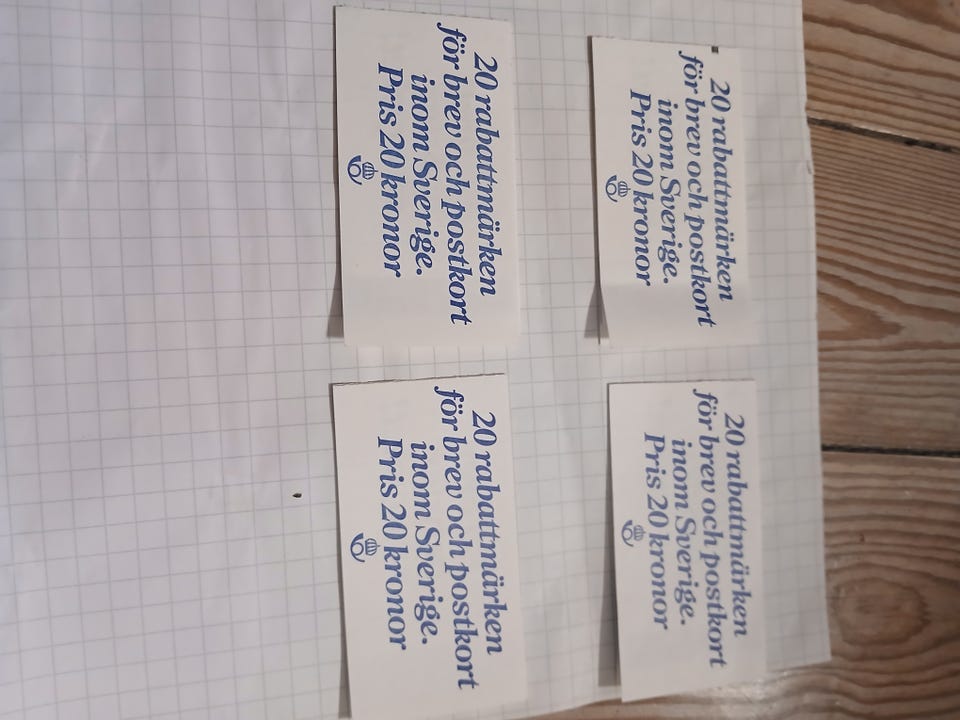 20 rabattmärken
för brev och postkort
inom Sverige.
Pris 20 kronor
20 rabattmärken
för brev och postkort
inom Sverige.
Pris 20 kronor
20 rabattmärken
för brev och postkort
inom Sverige.
Pris 20 kronor
20 rabattmärken
för brev och postkort
inom Sverige.
Pris 20 kronor